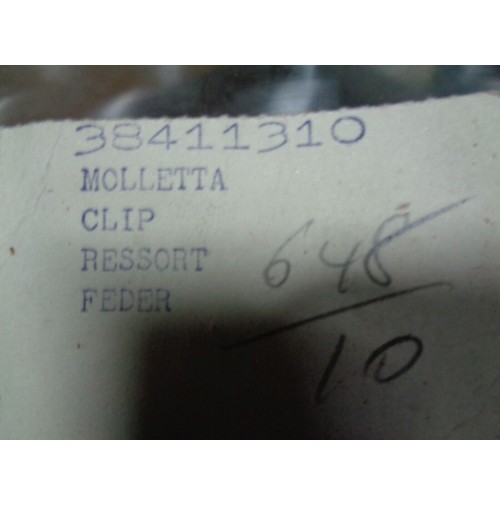 38411310
MOLLETTA
CLIP
RESSORT
FEDER
648
10